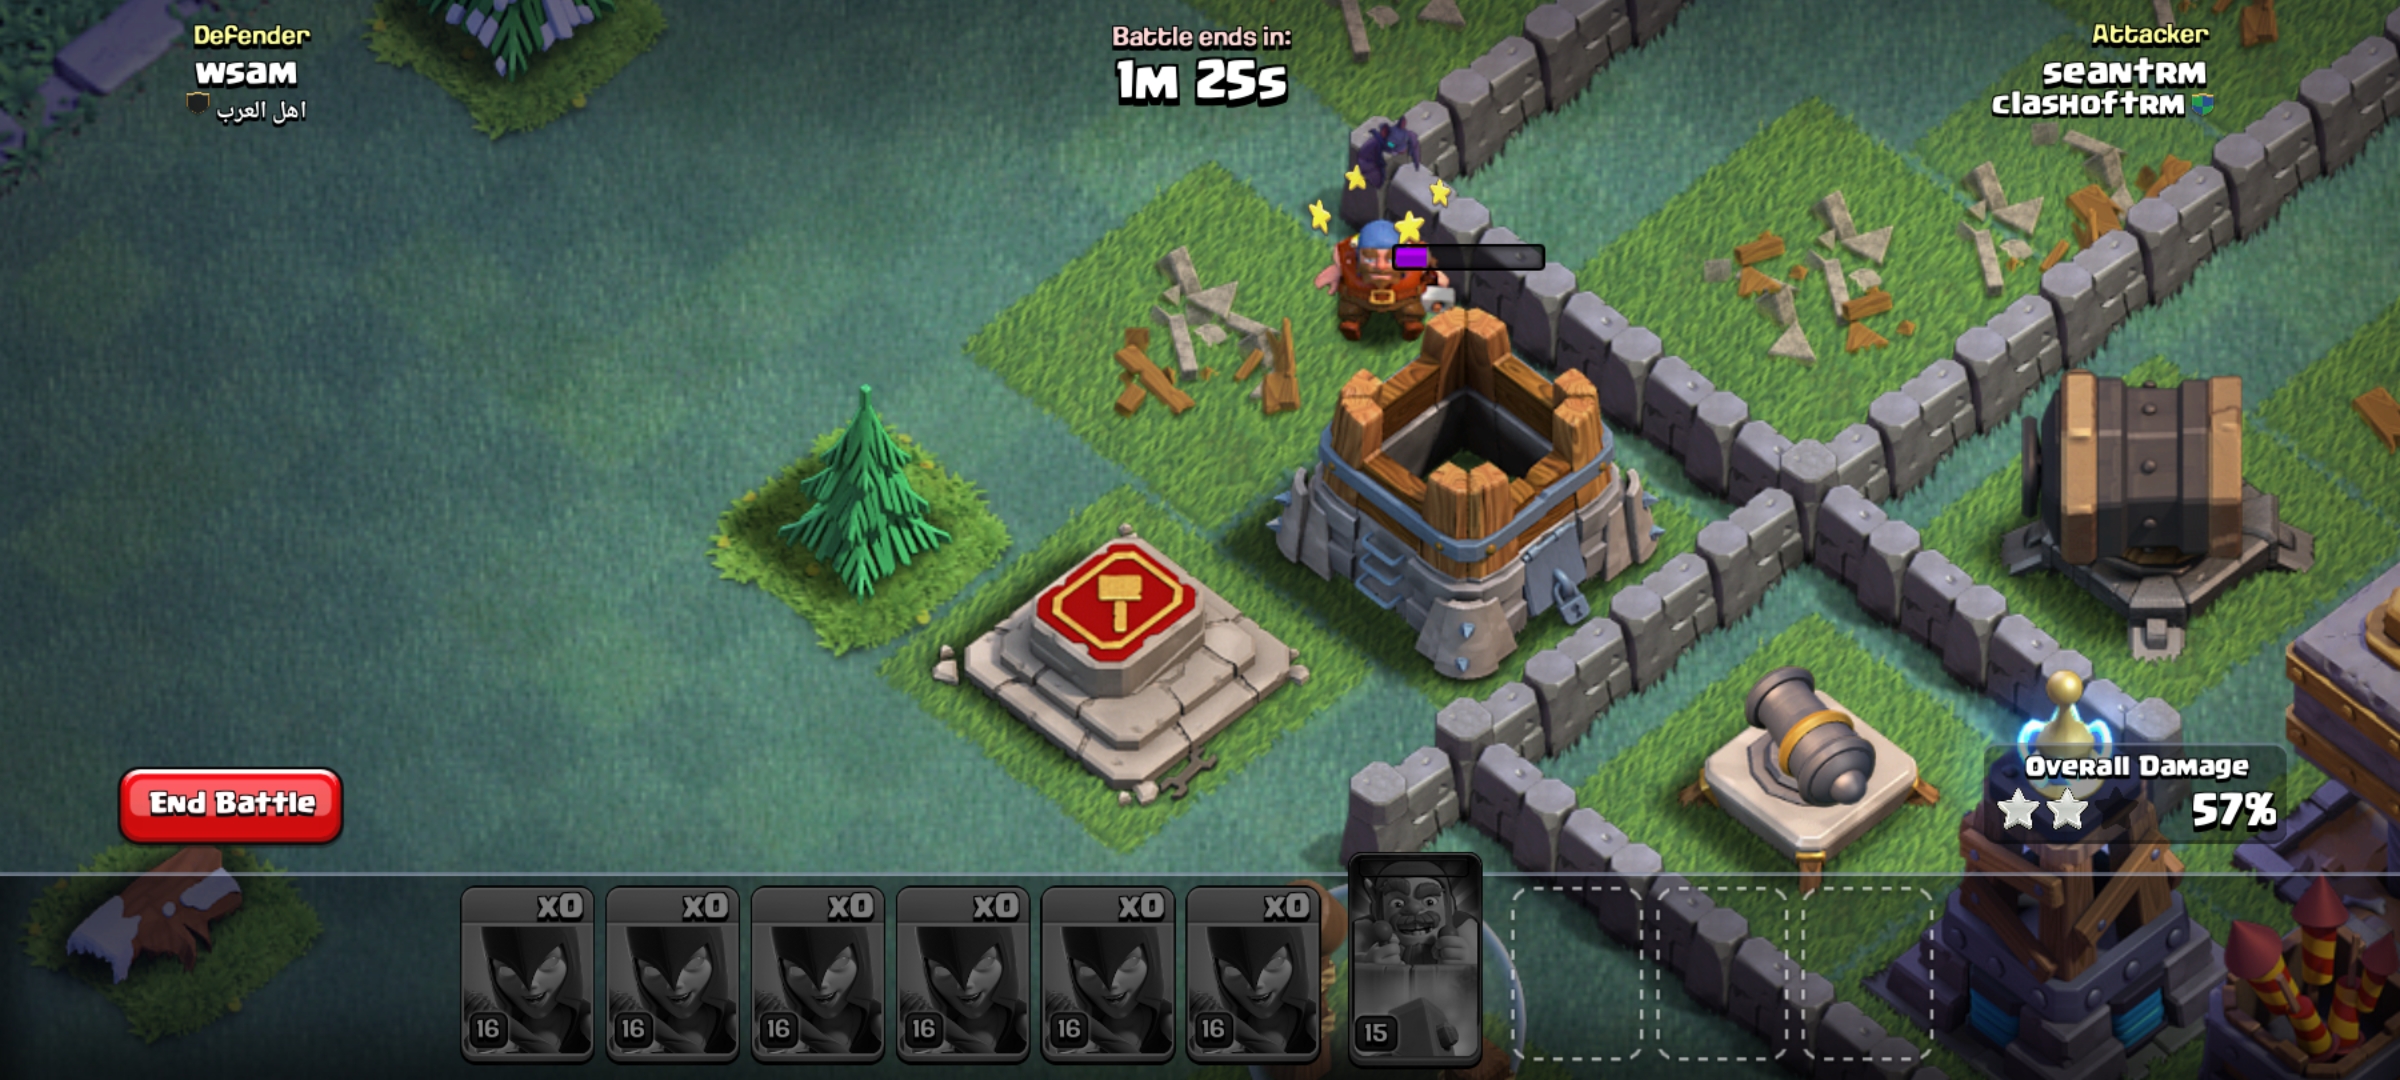 Defender
wsam
اهل العرب
Battle ends in:
1M 25s
Attacker
seantRM
clashoftRM
End Battle
Overall Damage
57%
x0 x0 x0 x0 x0 x0
16 16 16 16 16 16 15